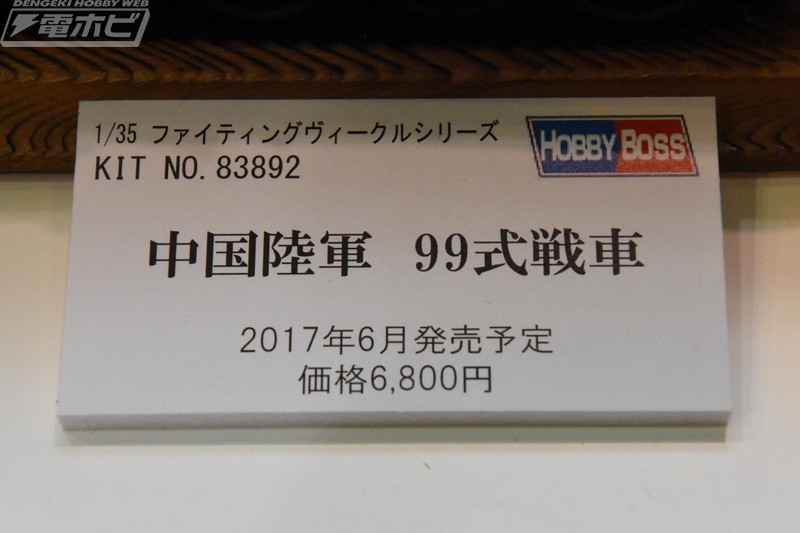 DENGEKI HOBBY WEB
電ホビ
1/35 ファイティングヴィークルシリーズ
HOBBY BOSS
KIT NO. 83892
中国陸軍 99式戦車
2017年6月発売予定
価格6,800円